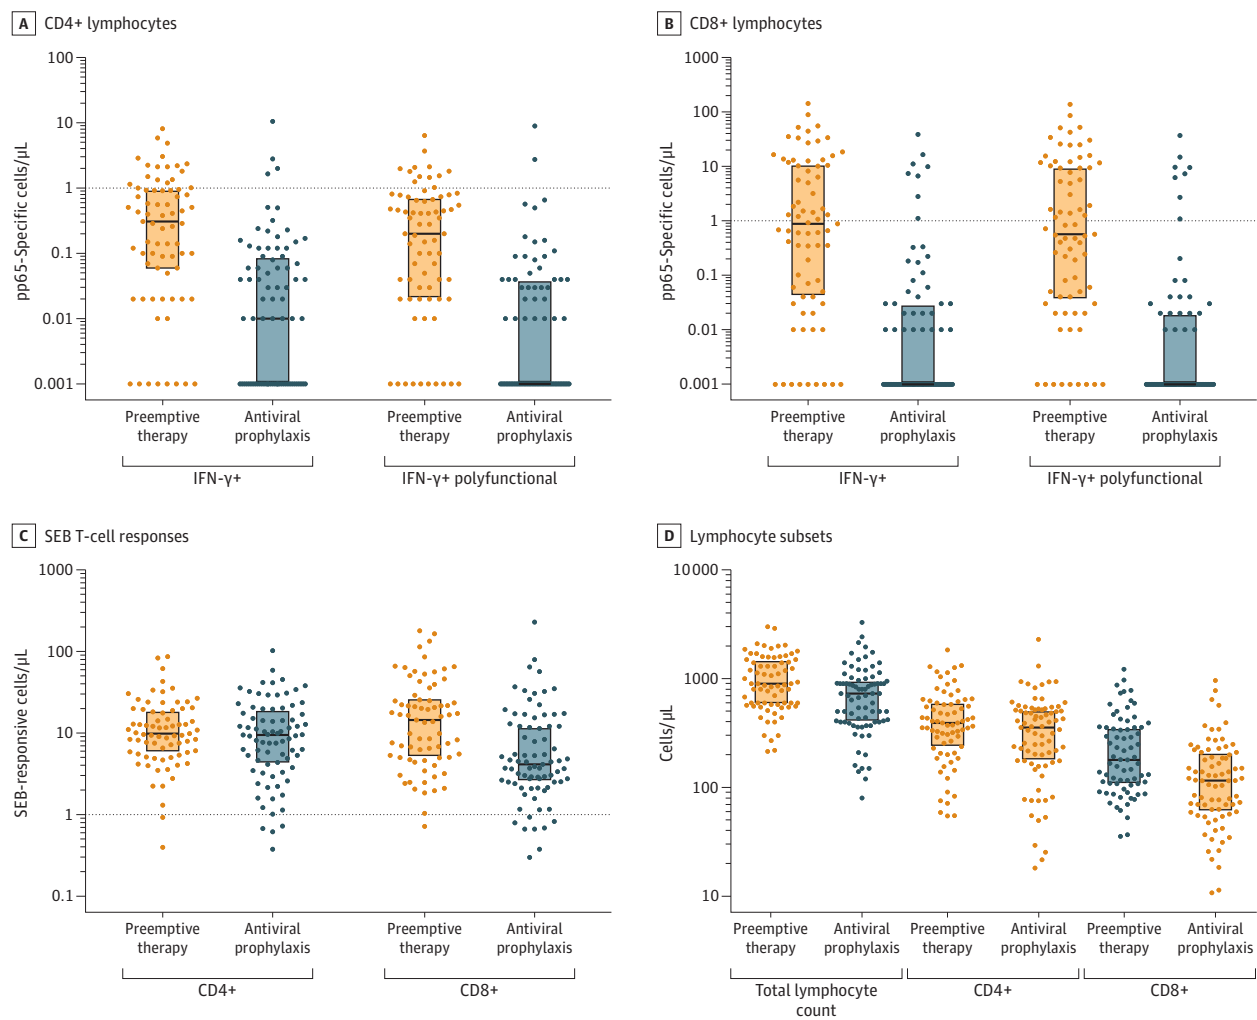 A CD4+ lymphocytes
100
10
1
0.1
0.01
0.001
pp65-Specific cells/μL
Preemptive therapy
Antiviral prophylaxis
Preemptive therapy
Antiviral prophylaxis
IFN-γ+
IFN-γ+ polyfunctional
B CD8+ lymphocytes
1000
100
10
1
0.1
0.01
0.001
pp65-Specific cells/μL
Preemptive therapy
Antiviral prophylaxis
Preemptive therapy
Antiviral prophylaxis
IFN-γ+
IFN-γ+ polyfunctional
C SEB T-cell responses
1000
100
10
1
0.1
SEB-responsive cells/μL
Preemptive therapy
Antiviral prophylaxis
Preemptive therapy
Antiviral prophylaxis
CD4+
CD8+
D Lymphocyte subsets
10000
1000
100
10
Cells/μL
Preemptive therapy
Antiviral prophylaxis
Preemptive therapy
Antiviral prophylaxis
Preemptive therapy
Antiviral prophylaxis
Total lymphocyte count
CD4+
CD8+